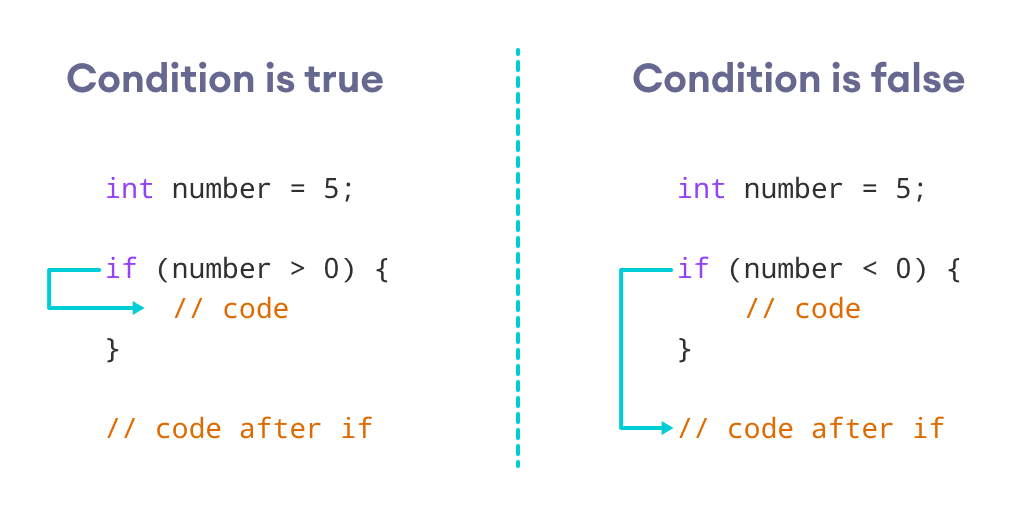 Condition is true
int number = 5;
if (number > 0) {
// code
}
// code after if
Condition is false
int number = 5;
if (number < 0) {
// code
}
// code after if